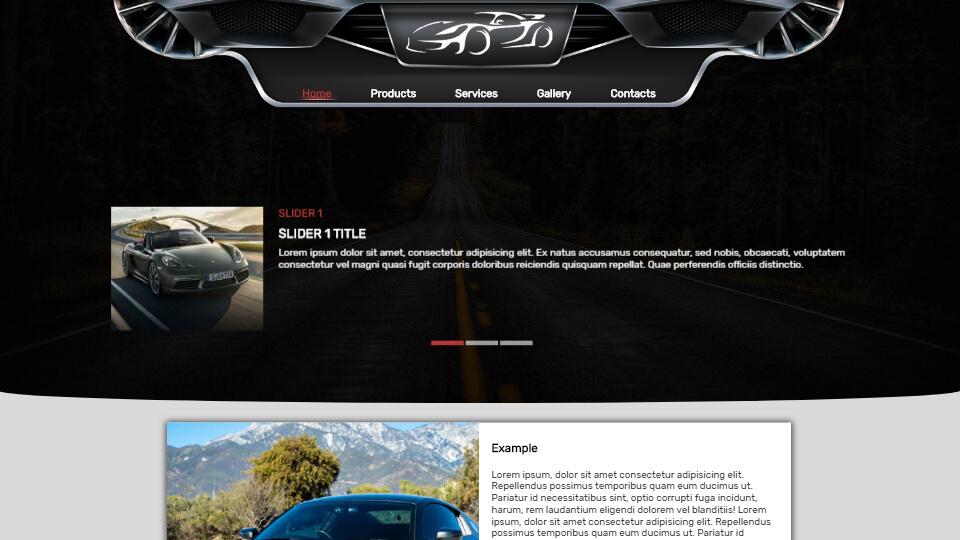 Home Products Services Gallery Contacts
SLIDER 1
SLIDER 1 TITLE
Lorem ipsum dolor sit amet, consectetur adipisicing elit. Ex natus accusamus consequatur, sed nobis, obcaecati, voluptatem
consectetur vel magni quasi fugit corporis doloribus reiciendis quisquam repellat. Quae perferendis officiis distinctio.
Example
Lorem ipsum, dolor sit amet consectetur adipisicing elit.
Repellendus possimus temporibus quam eum ducimus ut.
Pariatur id necessitatibus sint, optio corrupti fuga incidunt,
harum, rem laudantium eligendi dolorem vel blanditiis! Lorem
ipsum, dolor sit amet consectetur adipisicing elit. Repellendus
possimus temporibus quam eum ducimus ut. Pariatur id